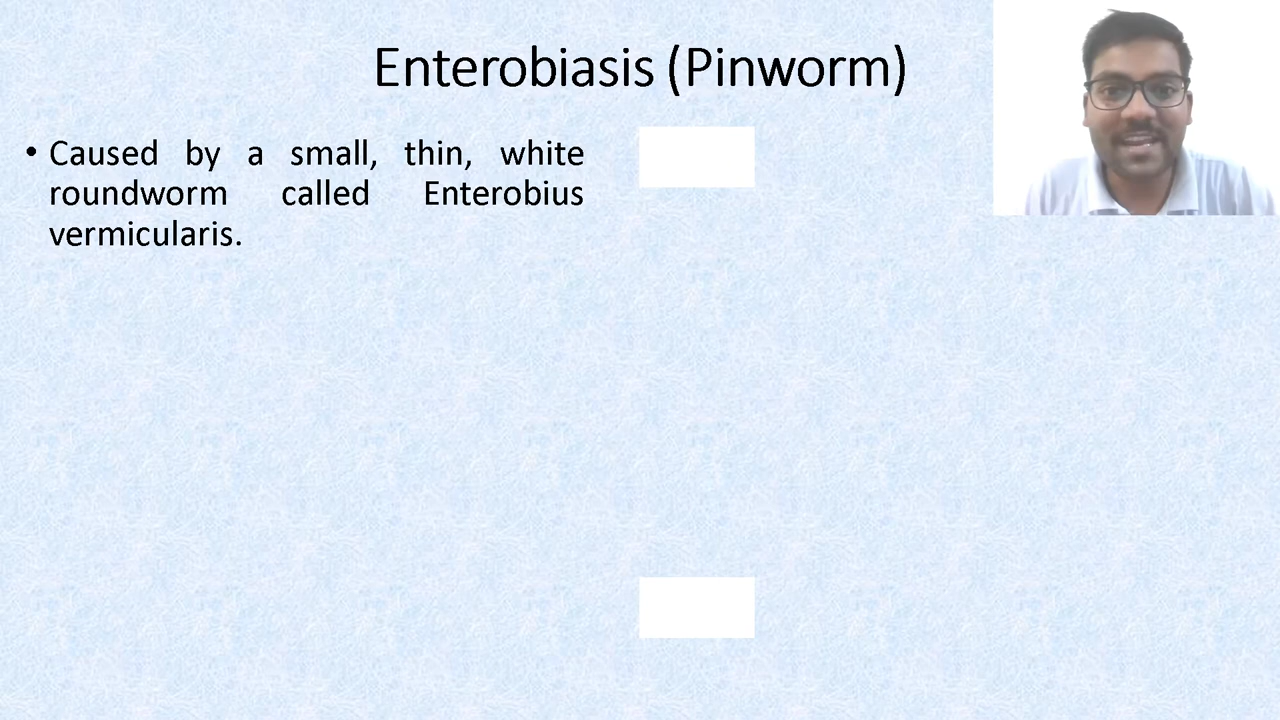 Enterobiasis (Pinworm)
• Caused by a small, thin, white
roundworm called Enterobius
vermicularis.